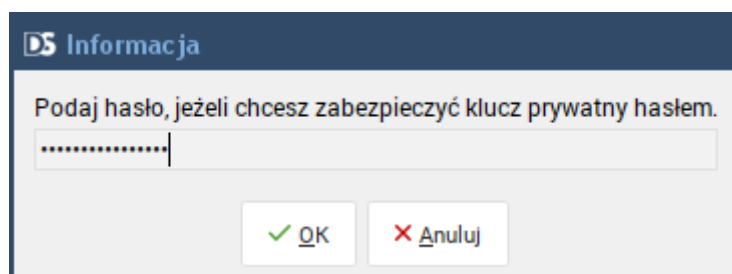 DS Informacja
Podaj hasło, jeżeli chcesz zabezpieczyć klucz prywatny hasłem.
••••••••••••••••
OK Anuluj